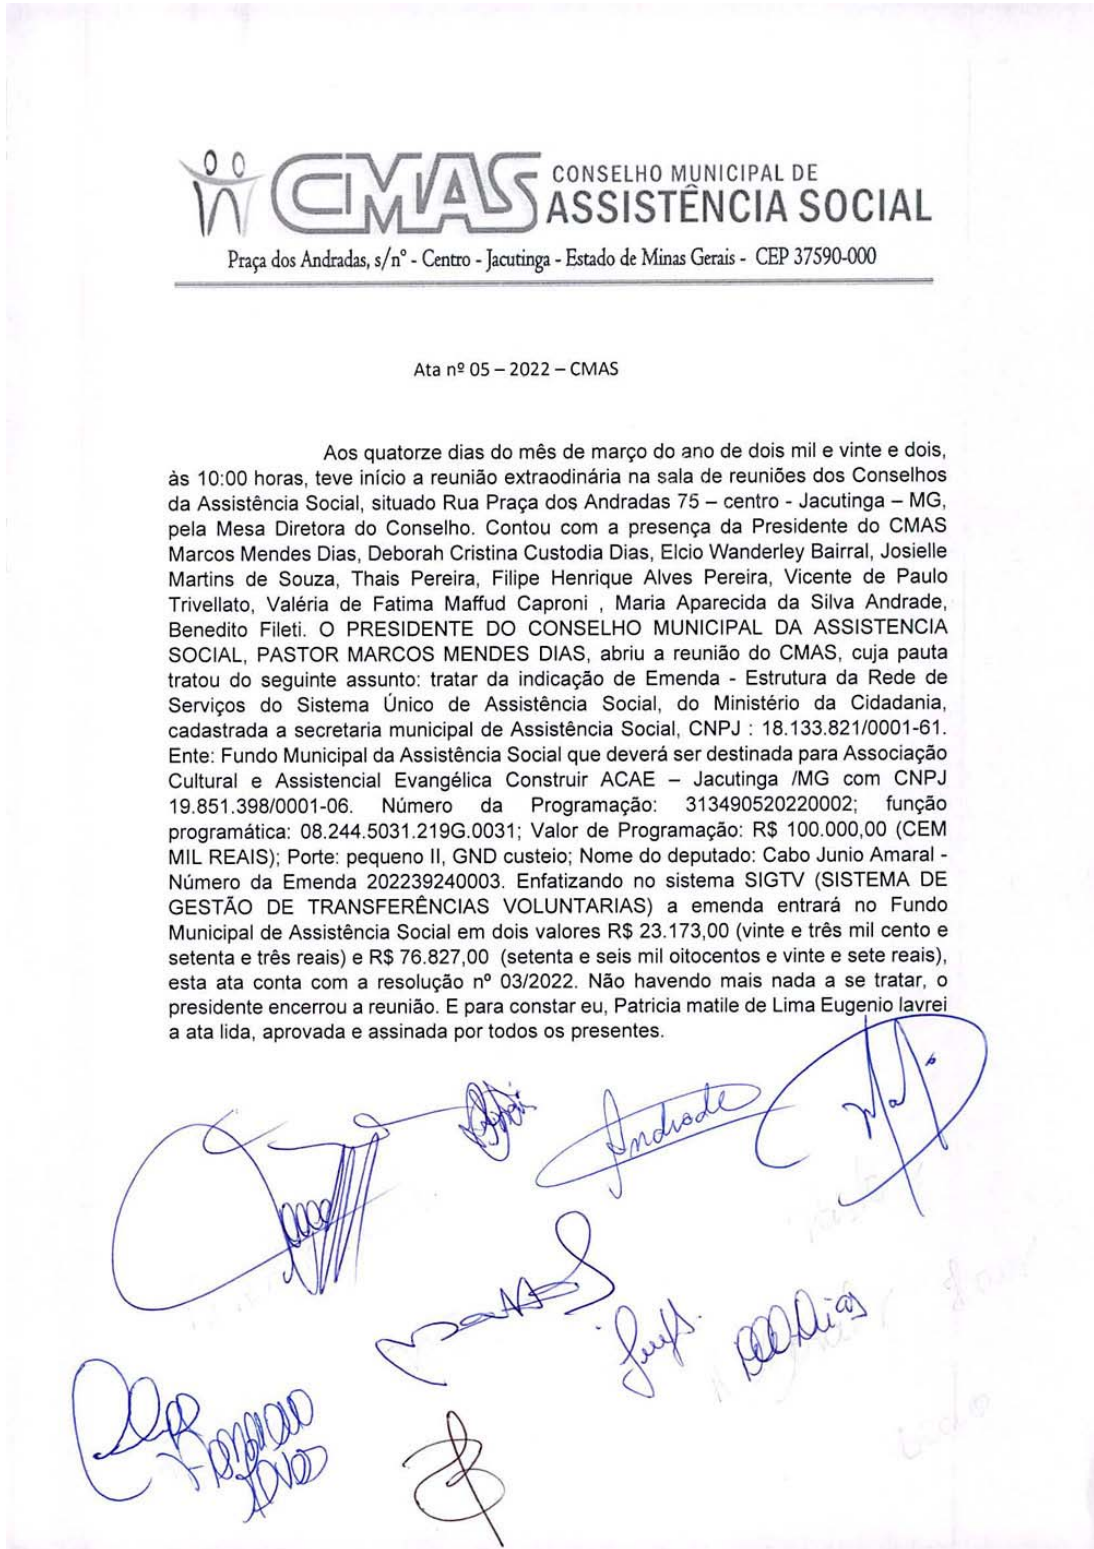 CMAS CONSELHO MUNICIPAL DE
ASSISTÊNCIA SOCIAL
Praça dos Andradas, s/nº - Centro - Jacutinga - Estado de Minas Gerais - CEP 37590-000
Ata nº 05 – 2022 – CMAS
Aos quatorze dias do mês de março do ano de dois mil e vinte e dois,
às 10:00 horas, teve início a reunião extraodinária na sala de reuniões dos Conselhos
da Assistência Social, situado Rua Praça dos Andradas 75 – centro - Jacutinga – MG,
pela Mesa Diretora do Conselho. Contou com a presença da Presidente do CMAS
Marcos Mendes Dias, Deborah Cristina Custodia Dias, Elcio Wanderley Bairral, Josielle
Martins de Souza, Thais Pereira, Filipe Henrique Alves Pereira, Vicente de Paulo
Trivellato, Valéria de Fatima Maffud Caproni , Maria Aparecida da Silva Andrade,
Benedito Fileti. O PRESIDENTE DO CONSELHO MUNICIPAL DA ASSISTENCIA
SOCIAL, PASTOR MARCOS MENDES DIAS, abriu a reunião do CMAS, cuja pauta
tratou do seguinte assunto: tratar da indicação de Emenda - Estrutura da Rede de
Serviços do Sistema Único de Assistência Social, do Ministério da Cidadania,
cadastrada a secretaria municipal de Assistência Social, CNPJ : 18.133.821/0001-61.
Ente: Fundo Municipal da Assistência Social que deverá ser destinada para Associação
Cultural e Assistencial Evangélica Construir ACAE – Jacutinga /MG com CNPJ
19.851.398/0001-06. Número da Programação: 313490520220002; função
programática: 08.244.5031.219G.0031; Valor de Programação: R$ 100.000,00 (CEM
MIL REAIS); Porte: pequeno II, GND custeio; Nome do deputado: Cabo Junio Amaral -
Número da Emenda 202239240003. Enfatizando no sistema SIGTV (SISTEMA DE
GESTÃO DE TRANSFERÊNCIAS VOLUNTARIAS) a emenda entrará no Fundo
Municipal de Assistência Social em dois valores R$ 23.173,00 (vinte e três mil cento e
setenta e três reais) e R$ 76.827,00 (setenta e seis mil oitocentos e vinte e sete reais),
esta ata conta com a resolução nº 03/2022. Não havendo mais nada a se tratar, o
presidente encerrou a reunião. E para constar eu, Patricia matile de Lima Eugenio lavrei
a ata lida, aprovada e assinada por todos os presentes.
Andrade
Dias